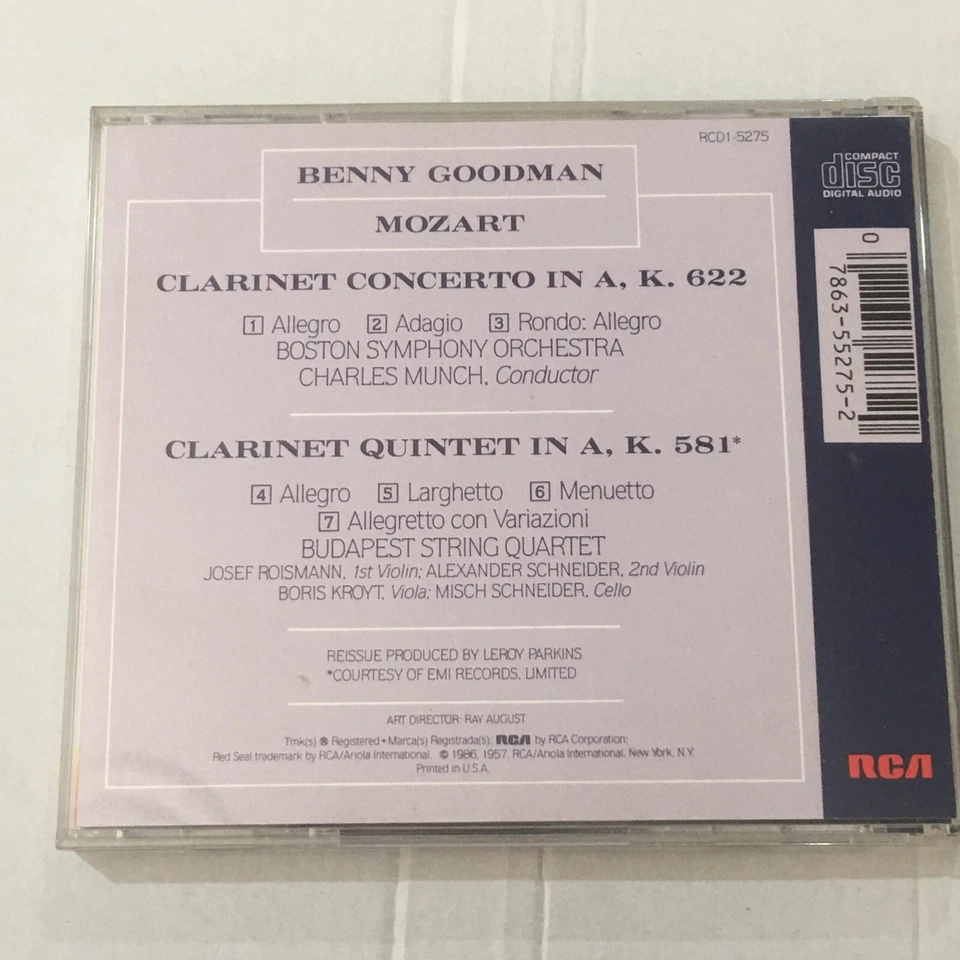 RCD1-5275
BENNY GOODMAN
MOZART
CLARINET CONCERTO IN A, K. 622
1 Allegro 2 Adagio 3 Rondo: Allegro
BOSTON SYMPHONY ORCHESTRA
CHARLES MUNCH, Conductor
CLARINET QUINTET IN A, K. 581*
4 Allegro 5 Larghetto 6 Menuetto
7 Allegretto con Variazioni
BUDAPEST STRING QUARTET
JOSEF ROISMANN, 1st Violin; ALEXANDER SCHNEIDER, 2nd Violin
BORIS KROYT, Viola; MISCH SCHNEIDER, Cello
REISSUE PRODUCED BY LEROY PARKINS
*COURTESY OF EMI RECORDS, LIMITED
ART DIRECTOR: RAY AUGUST
Tmk(s) ® Registered • Marca(s) Registrada(s) RCA by RCA Corporation:
Red Seal trademark by RCA/Ariola International. © 1986, 1957, RCA/Ariola International, New York, N.Y.
Printed in U.S.A.
COMPACT
disc
DIGITAL AUDIO
0
7863-55275-2
RCA